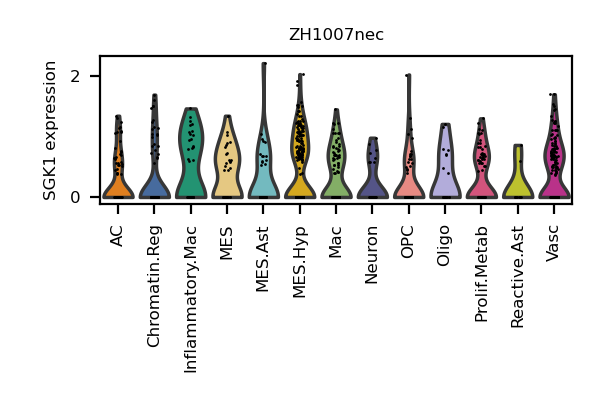 ZH1007nec
SGK1 expression
2
0
AC
Chromatin.Reg
Inflammatory.Mac
MES
MES.Ast
MES.Hyp
Mac
Neuron
OPC
Oligo
Prolif.Metab
Reactive.Ast
Vasc